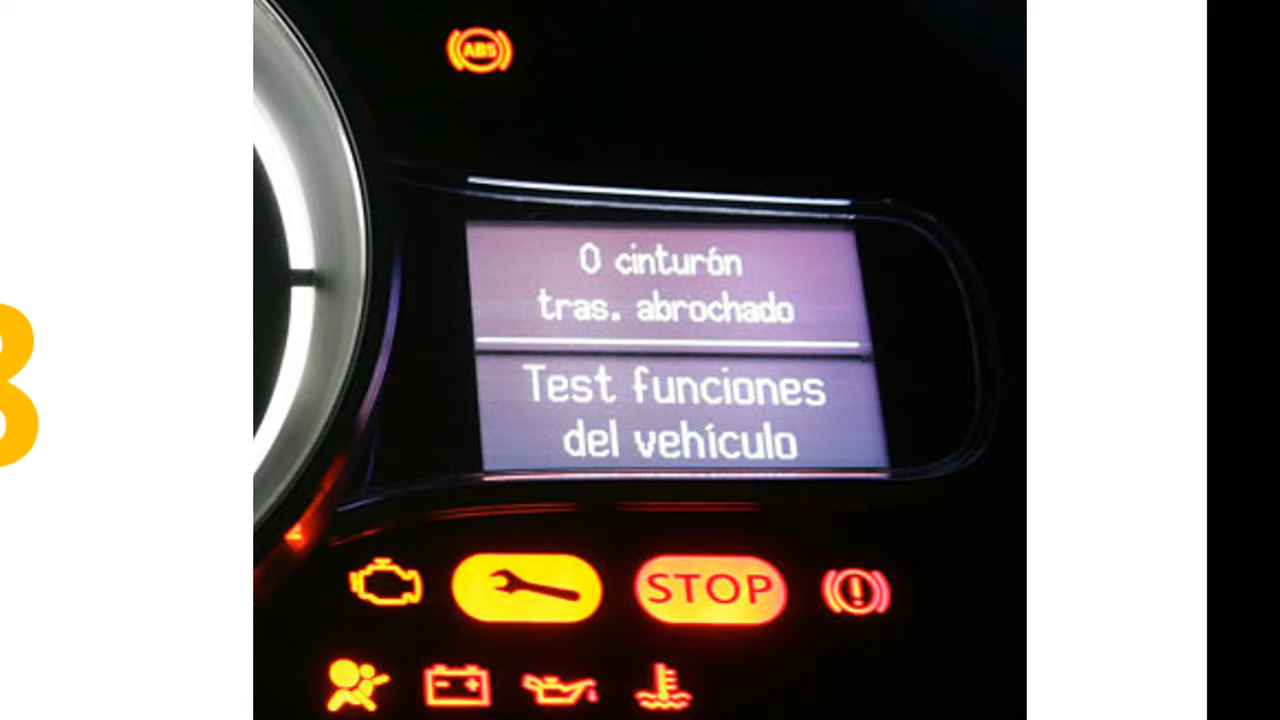 ABS
0 cinturón
tras. abrochado
Test funciones
del vehículo
STOP